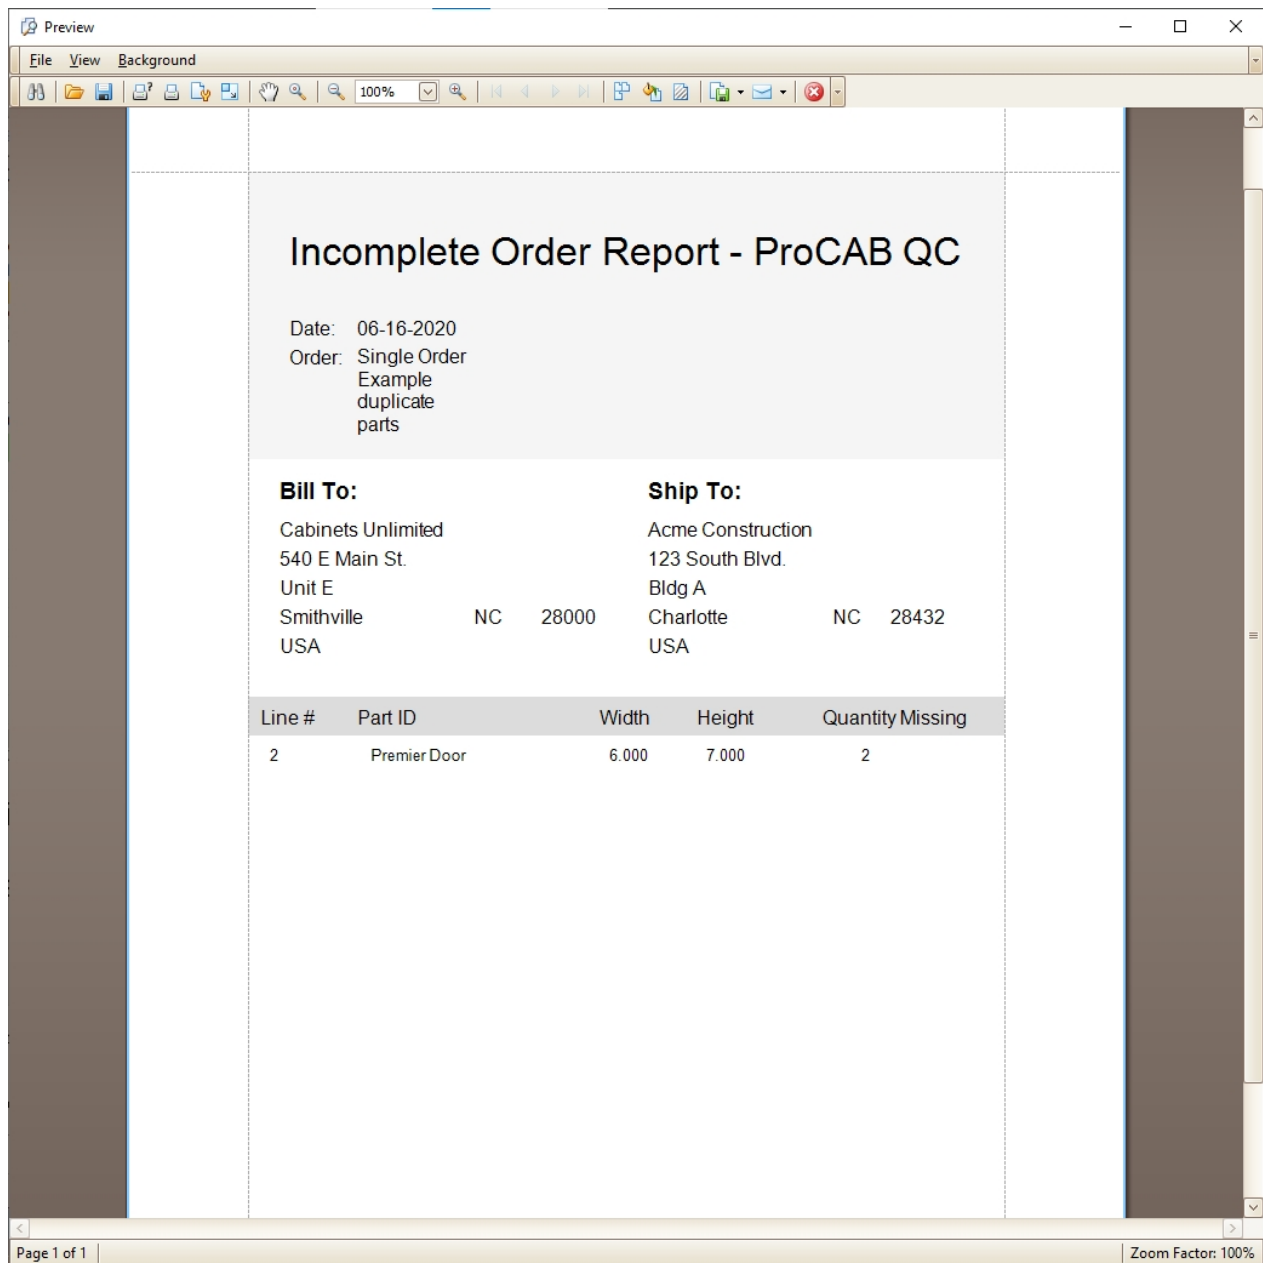 Preview
File View Background
100%
Incomplete Order Report - ProCAB QC
Date: 06-16-2020
Order: Single Order
Example
duplicate
parts
Bill To: Ship To:
Cabinets Unlimited Acme Construction
540 E Main St. 123 South Blvd.
Unit E Bldg A
Smithville NC 28000 Charlotte NC 28432
USA USA
Line # Part ID Width Height Quantity Missing
2 Premier Door 6.000 7.000 2
Page 1 of 1 Zoom Factor: 100%